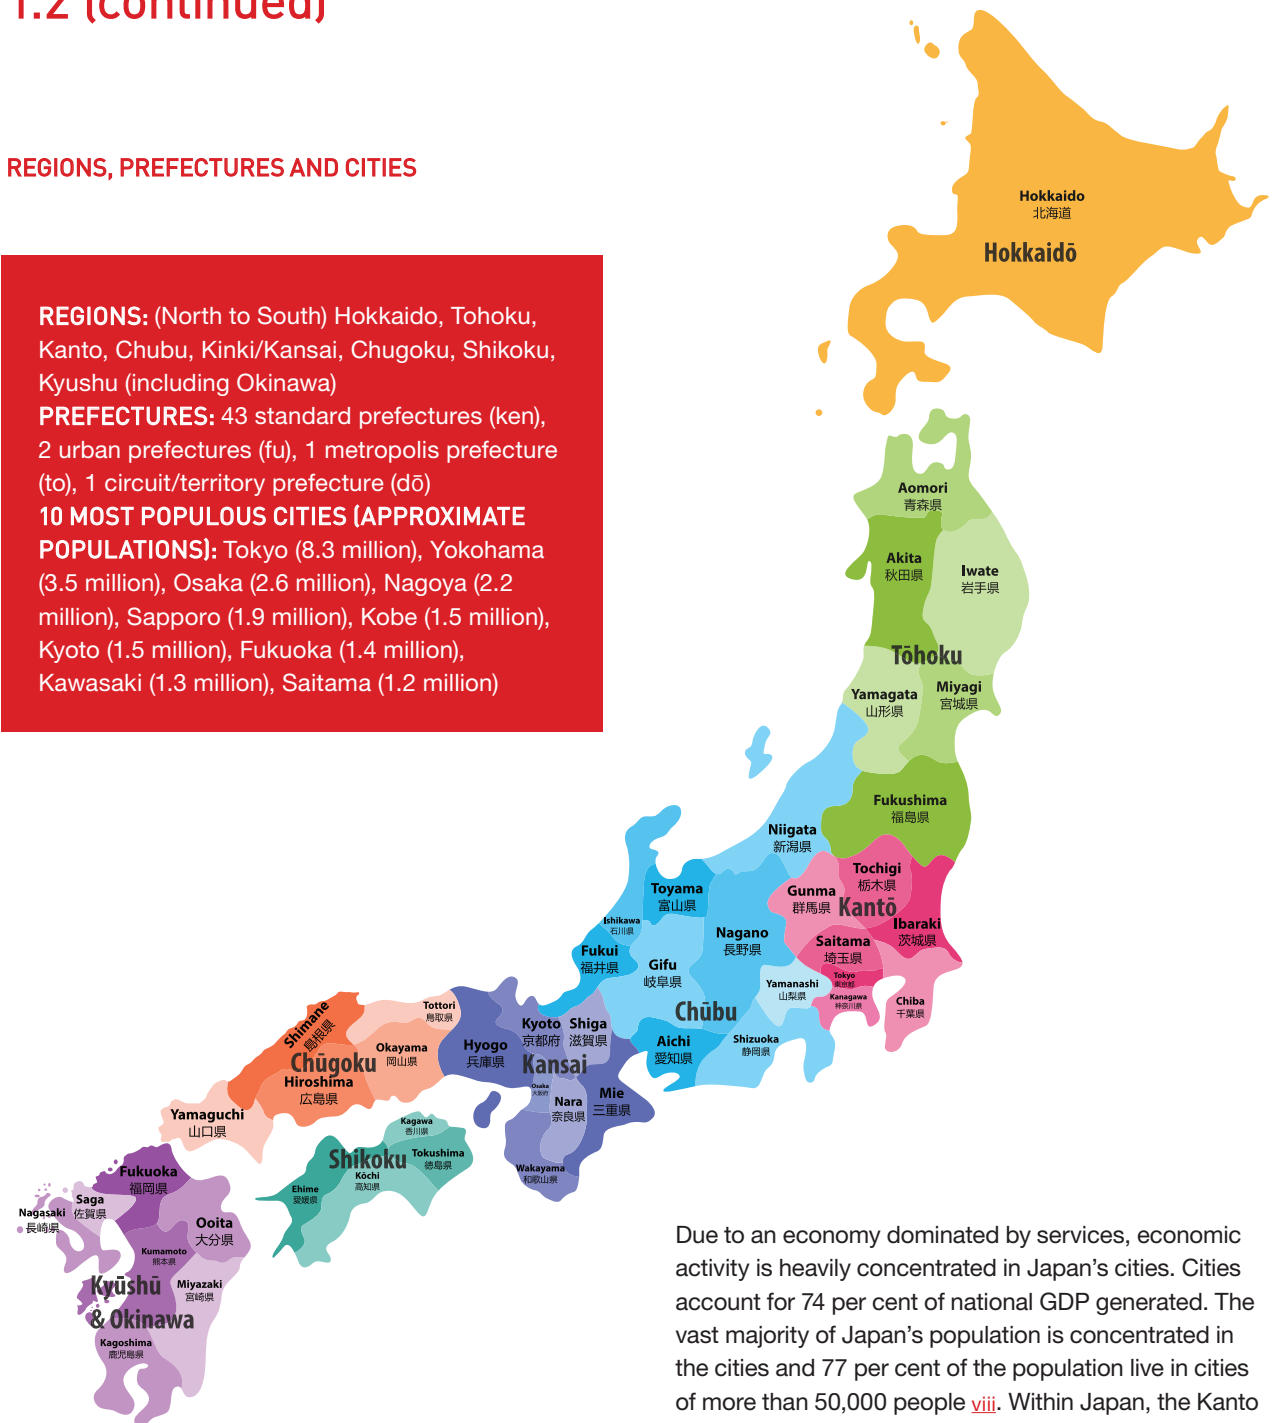 1.2 (continued)
REGIONS, PREFECTURES AND CITIES
REGIONS: (North to South) Hokkaido, Tohoku,
Kanto, Chubu, Kinki/Kansai, Chugoku, Shikoku,
Kyushu (including Okinawa)
PREFECTURES: 43 standard prefectures (ken),
2 urban prefectures (fu), 1 metropolis prefecture
(to), 1 circuit/territory prefecture (dō)
10 MOST POPULOUS CITIES (APPROXIMATE
POPULATIONS): Tokyo (8.3 million), Yokohama
(3.5 million), Osaka (2.6 million), Nagoya (2.2
million), Sapporo (1.9 million), Kobe (1.5 million),
Kyoto (1.5 million), Fukuoka (1.4 million),
Kawasaki (1.3 million), Saitama (1.2 million)
Hokkaido
北海道
Hokkaidō
Aomori
青森県
Akita
秋田県
Iwate
岩手県
Tōhoku
Yamagata
山形県
Miyagi
宮城県
Fukushima
福島県
Niigata
新潟県
Tochigi
栃木県
Gunma
群馬県
Kantō
Ibaraki
茨城県
Saitama
埼玉県
Tokyo
東京都
Kanagawa
神奈川県
Chiba
千葉県
Toyama
富山県
Ishikawa
石川県
Fukui
福井県
Nagano
長野県
Gifu
岐阜県
Yamanashi
山梨県
Chūbu
Aichi
愛知県
Shizuoka
静岡県
Kyoto
京都府
Shiga
滋賀県
Hyogo
兵庫県
Kansai
Osaka
大阪府
Nara
奈良県
Mie
三重県
Wakayama
和歌山県
Tottori
鳥取県
Shimane
島根県
Okayama
岡山県
Chūgoku
Hiroshima
広島県
Yamaguchi
山口県
Kagawa
香川県
Shikoku
Tokushima
徳島県
Kōchi
高知県
Ehime
愛媛県
Fukuoka
福岡県
Saga
佐賀県
Nagasaki
長崎県
Ooita
大分県
Kumamoto
熊本県
Kyūshū
& Okinawa
Miyazaki
宮崎県
Kagoshima
鹿児島県
Due to an economy dominated by services, economic
activity is heavily concentrated in Japan’s cities. Cities
account for 74 per cent of national GDP generated. The
vast majority of Japan’s population is concentrated in
the cities and 77 per cent of the population live in cities
of more than 50,000 people viii. Within Japan, the Kanto